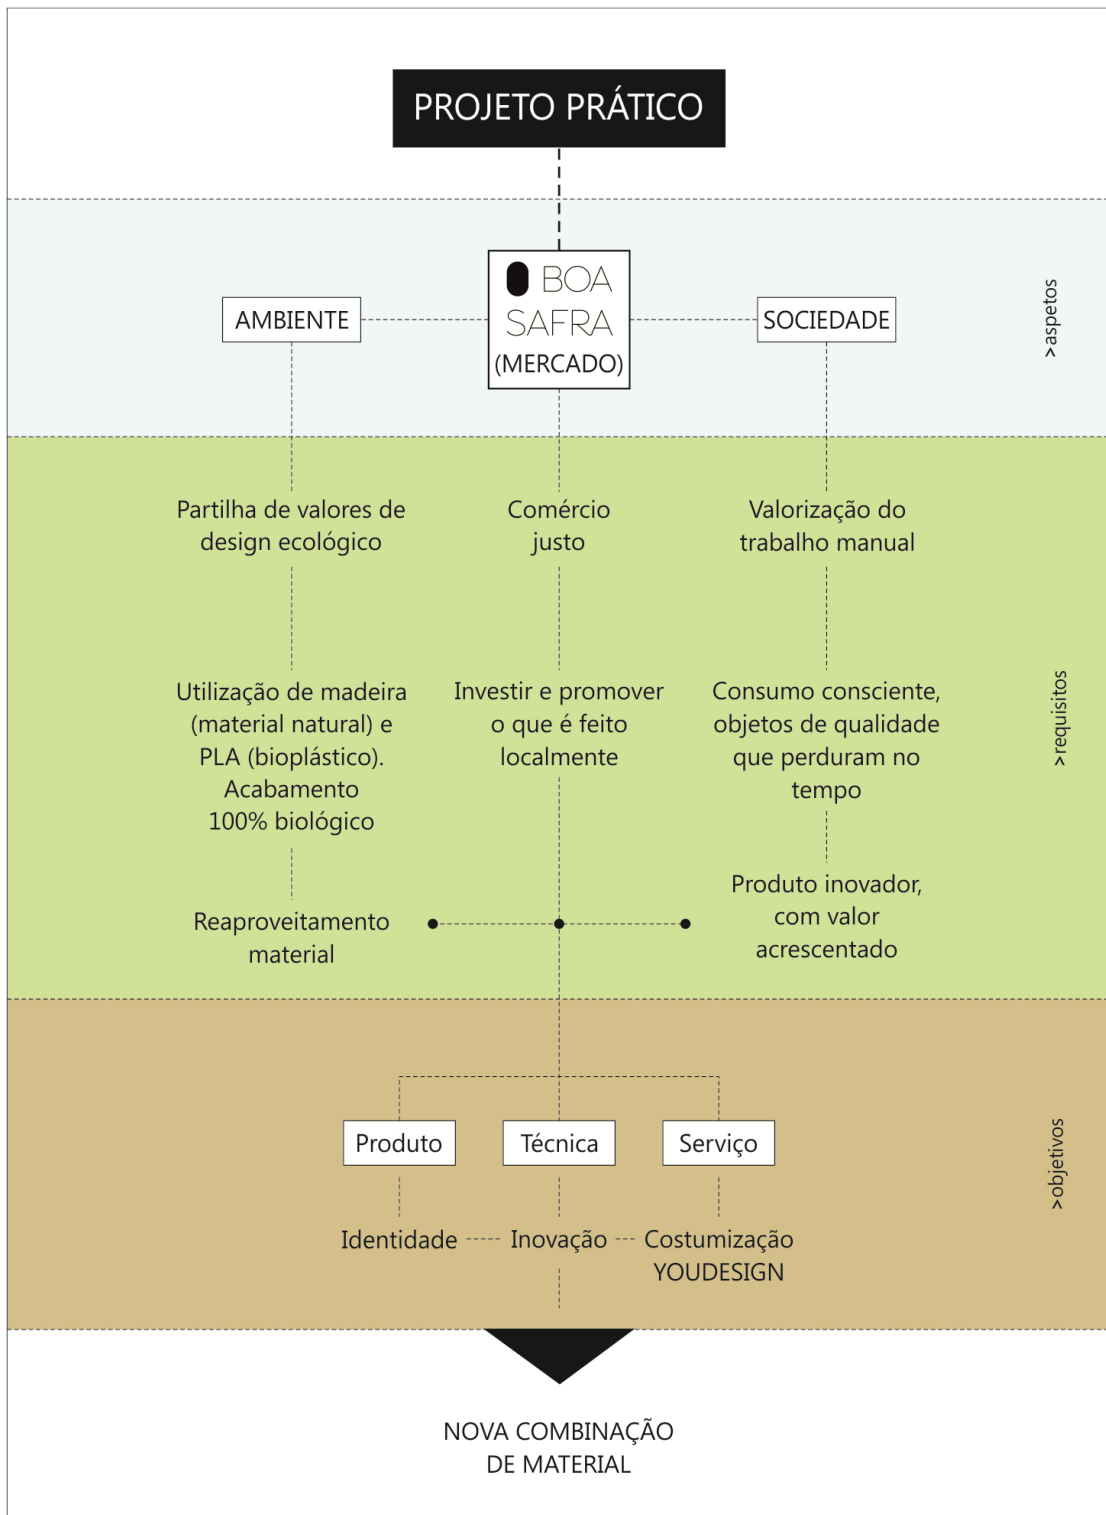 PROJETO PRÁTICO
BOA
SAFRA
(MERCADO)
AMBIENTE
SOCIEDADE
>aspetos
Partilha de valores de
design ecológico
Comércio
justo
Valorização do
trabalho manual
Utilização de madeira
(material natural) e
PLA (bioplástico).
Acabamento
100% biológico
Investir e promover
o que é feito
localmente
Consumo consciente,
objetos de qualidade
que perduram no
tempo
>requisitos
Reaproveitamento
material
Produto inovador,
com valor
acrescentado
Produto
Técnica
Serviço
>objetivos
Identidade
Inovação
Costumização
YOUDESIGN
NOVA COMBINAÇÃO
DE MATERIAL